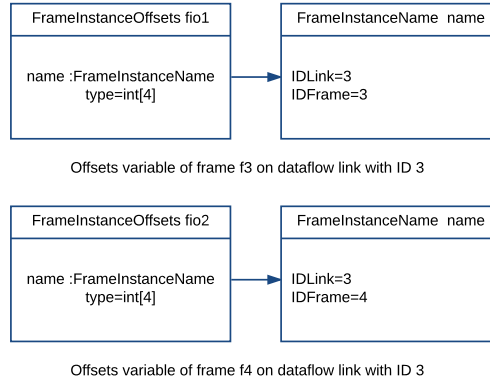 FrameInstanceOffsets fio1
FrameInstanceName name
name :FrameInstanceName
type=int[4]
IDLink=3
IDFrame=3
Offsets variable of frame f3 on dataflow link with ID 3
FrameInstanceOffsets fio2
FrameInstanceName name
name :FrameInstanceName
type=int[4]
IDLink=3
IDFrame=4
Offsets variable of frame f4 on dataflow link with ID 3